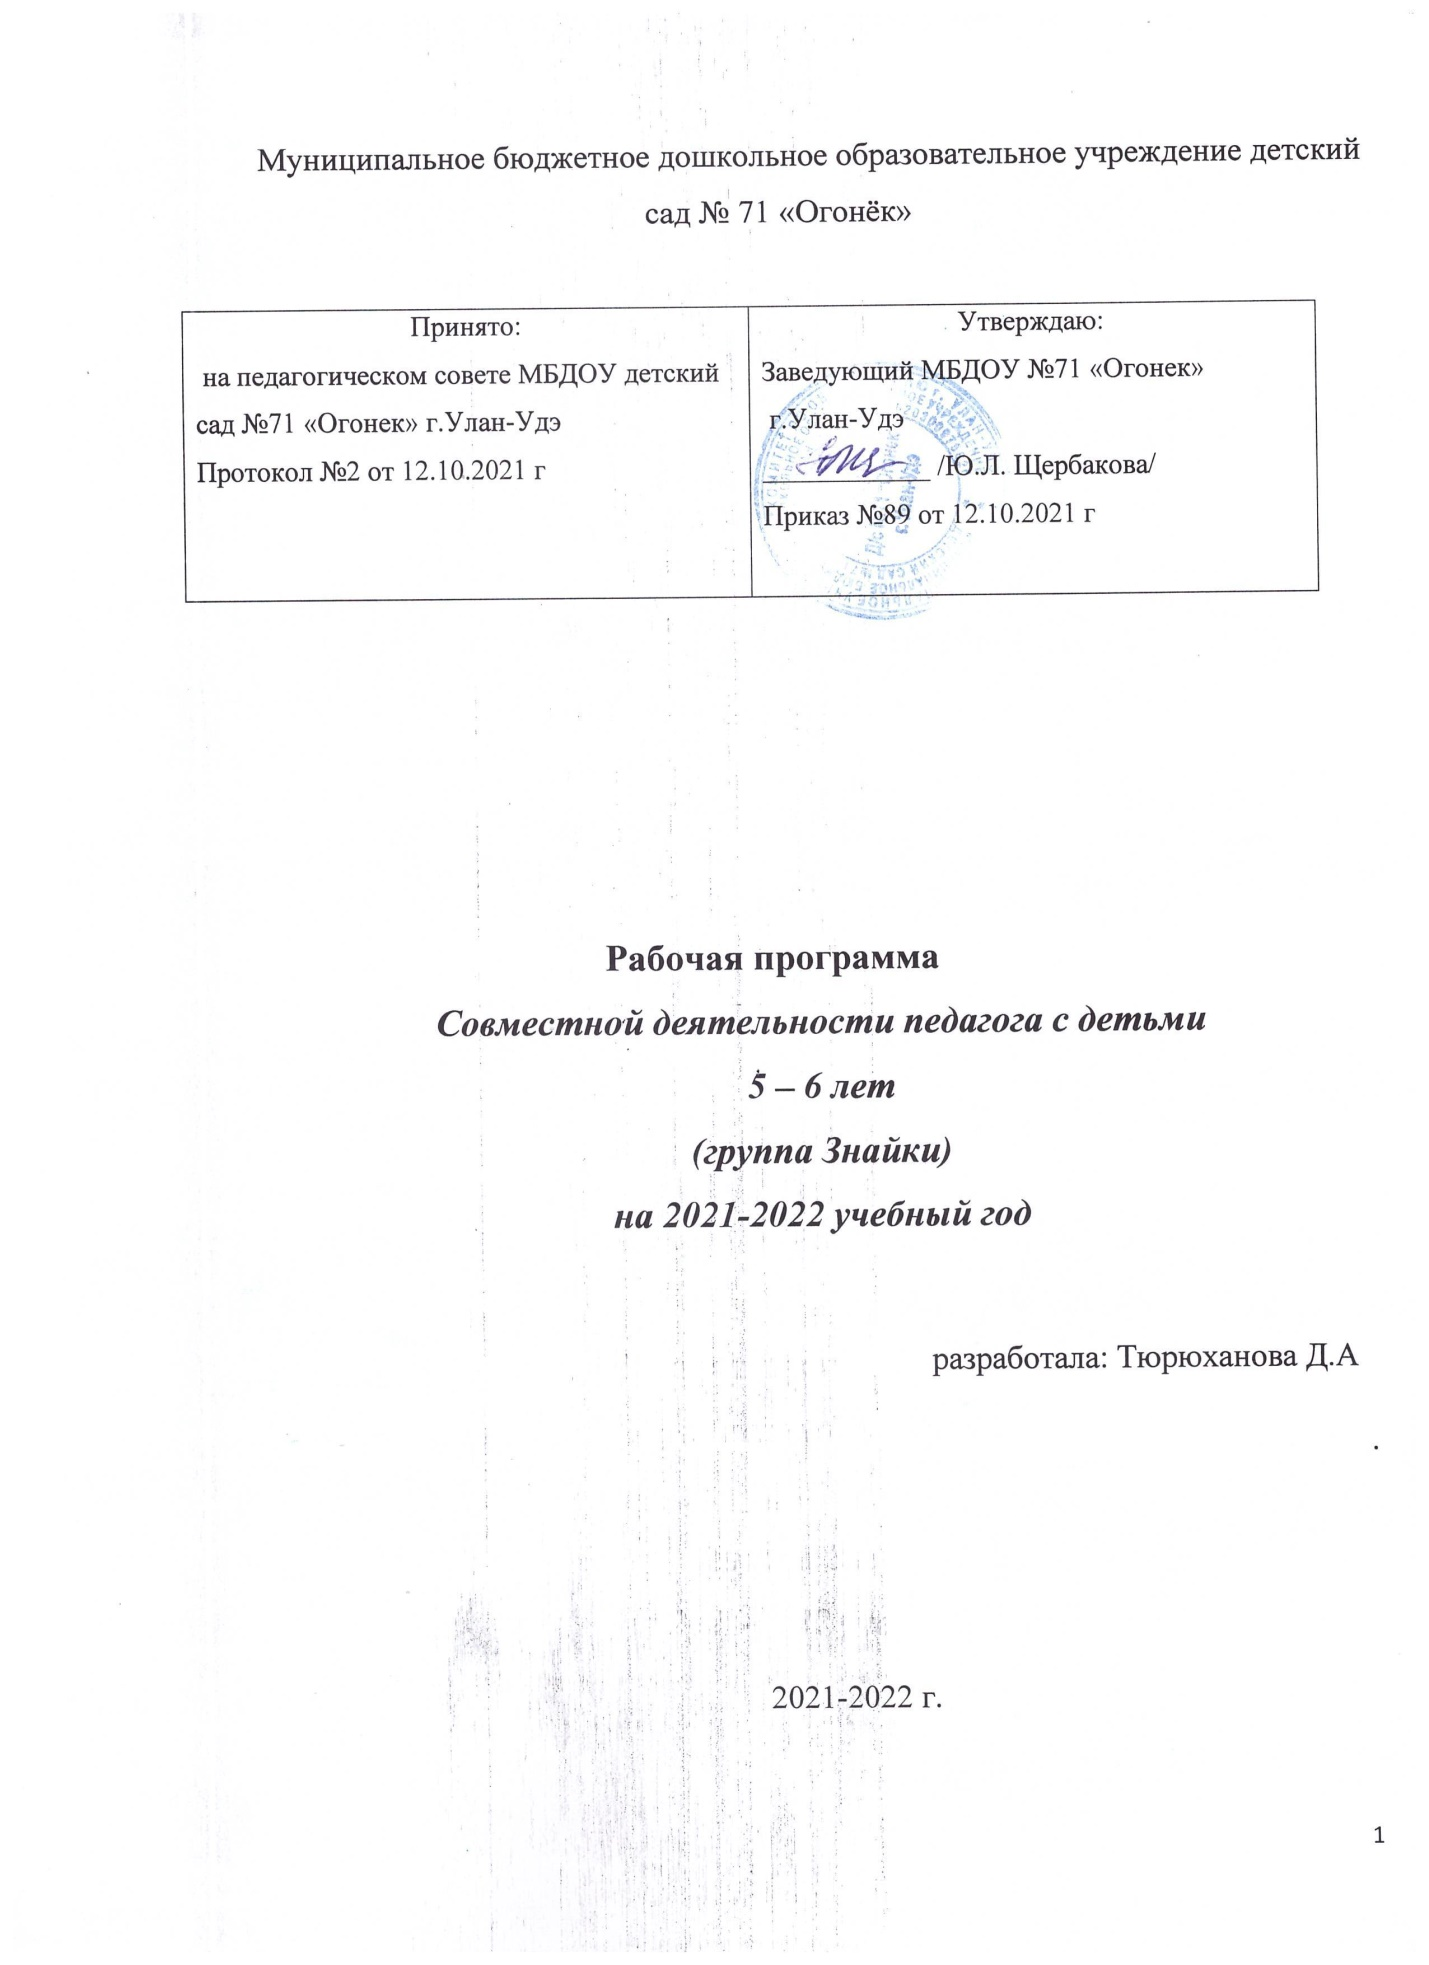 Муниципальное бюджетное дошкольное образовательное учреждение детский
сад № 71 «Огонёк»
Принято:
на педагогическом совете МБДОУ детский
сад №71 «Огонек» г.Улан-Удэ
Протокол №2 от 12.10.2021 г
Утверждаю:
Заведующий МБДОУ №71 «Огонек»
г.Улан-Удэ
____________ /Ю.Л. Щербакова/
Приказ №89 от 12.10.2021 г
Рабочая программа
Совместной деятельности педагога с детьми
5 – 6 лет
(группа Знайки)
на 2021-2022 учебный год
разработала: Тюрюханова Д.А
.
2021-2022 г.
1